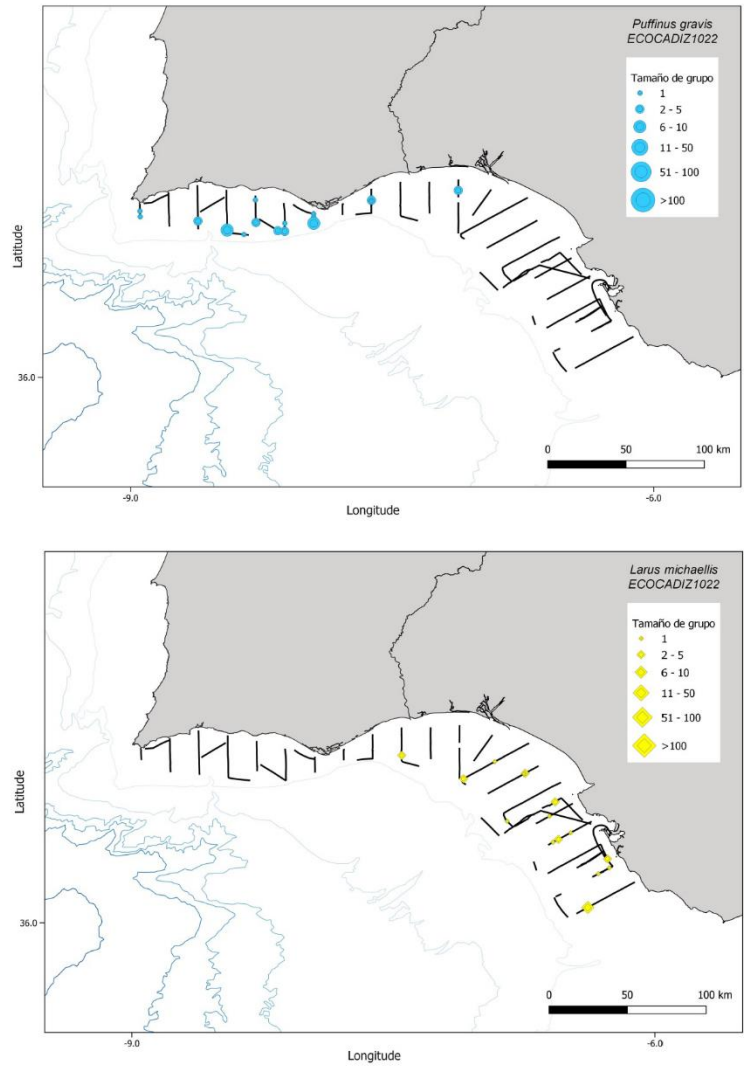 Puffinus gravis
ECOCADIZ1022
Tamaño de grupo
1
2 - 5
6 - 10
11 - 50
51 - 100
>100
Latitude
36.0
0 50 100 km
-9.0 -6.0
Longitude
Larus michaellis
ECOCADIZ1022
Tamaño de grupo
1
2 - 5
6 - 10
11 - 50
51 - 100
>100
Latitude
36.0
0 50 100 km
-9.0 -6.0
Longitude